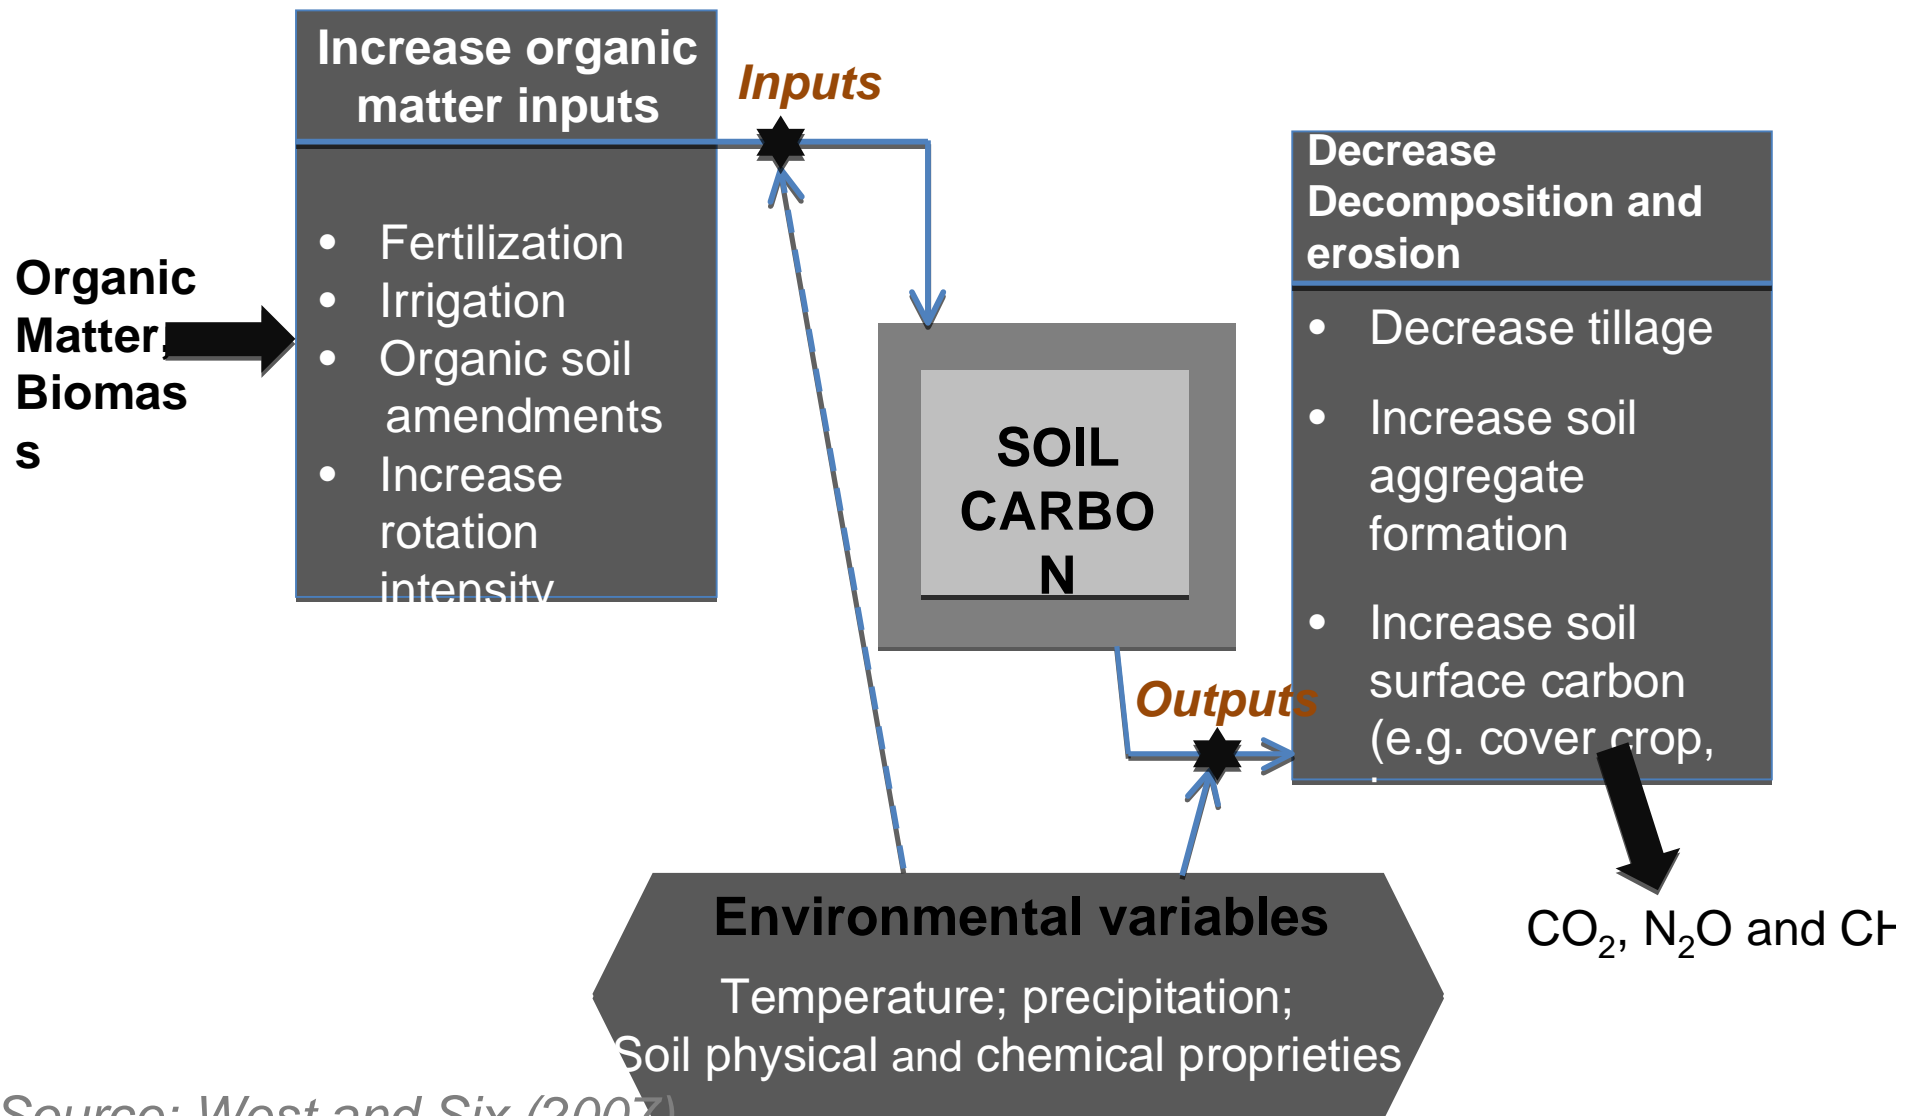 Increase organic
matter inputs
Inputs
• Fertilization
• Irrigation
• Organic soil
amendments
• Increase
rotation
intensity
Organic
Matter,
Biomas
s
SOIL
CARBO
N
Decrease
Decomposition and
erosion
• Decrease tillage
• Increase soil
aggregate
formation
• Increase soil
surface carbon
(e.g. cover crop,
Outputs
CO₂, N₂O and CH
Environmental variables
Temperature; precipitation;
Soil physical and chemical proprieties
Source: West and Six (2007)